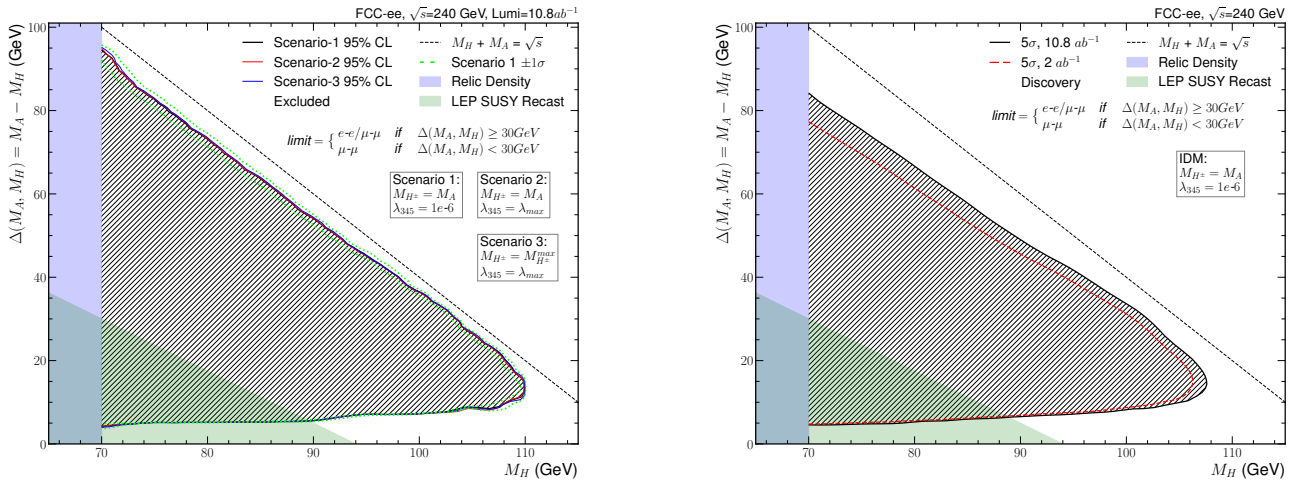 FCC-ee, √s=240 GeV, Lumi=10.8ab⁻¹
Δ(M_A, M_H) = M_A − M_H (GeV)
100
80
60
40
20
0
Scenario-1 95% CL
Scenario-2 95% CL
Scenario-3 95% CL
Excluded
M_H + M_A = √s
Scenario 1 ±1σ
Relic Density
LEP SUSY Recast
limit = { e-e/μ-μ if Δ(M_A, M_H) ≥ 30GeV
μ-μ if Δ(M_A, M_H) < 30GeV
Scenario 1:
M_H± = M_A
λ₃₄₅ = 1e-6
Scenario 2:
M_H± = M_A
λ₃₄₅ = λ_max
Scenario 3:
M_H± = M_H±^max
λ₃₄₅ = λ_max
70 80 90 100 110
M_H (GeV)
FCC-ee, √s=240 GeV
Δ(M_A, M_H) = M_A − M_H (GeV)
100
80
60
40
20
0
5σ, 10.8 ab⁻¹
5σ, 2 ab⁻¹
Discovery
M_H + M_A = √s
Relic Density
LEP SUSY Recast
limit = { e-e/μ-μ if Δ(M_A, M_H) ≥ 30GeV
μ-μ if Δ(M_A, M_H) < 30GeV
IDM:
M_H± = M_A
λ₃₄₅ = 1e-6
70 80 90 100 110
M_H (GeV)